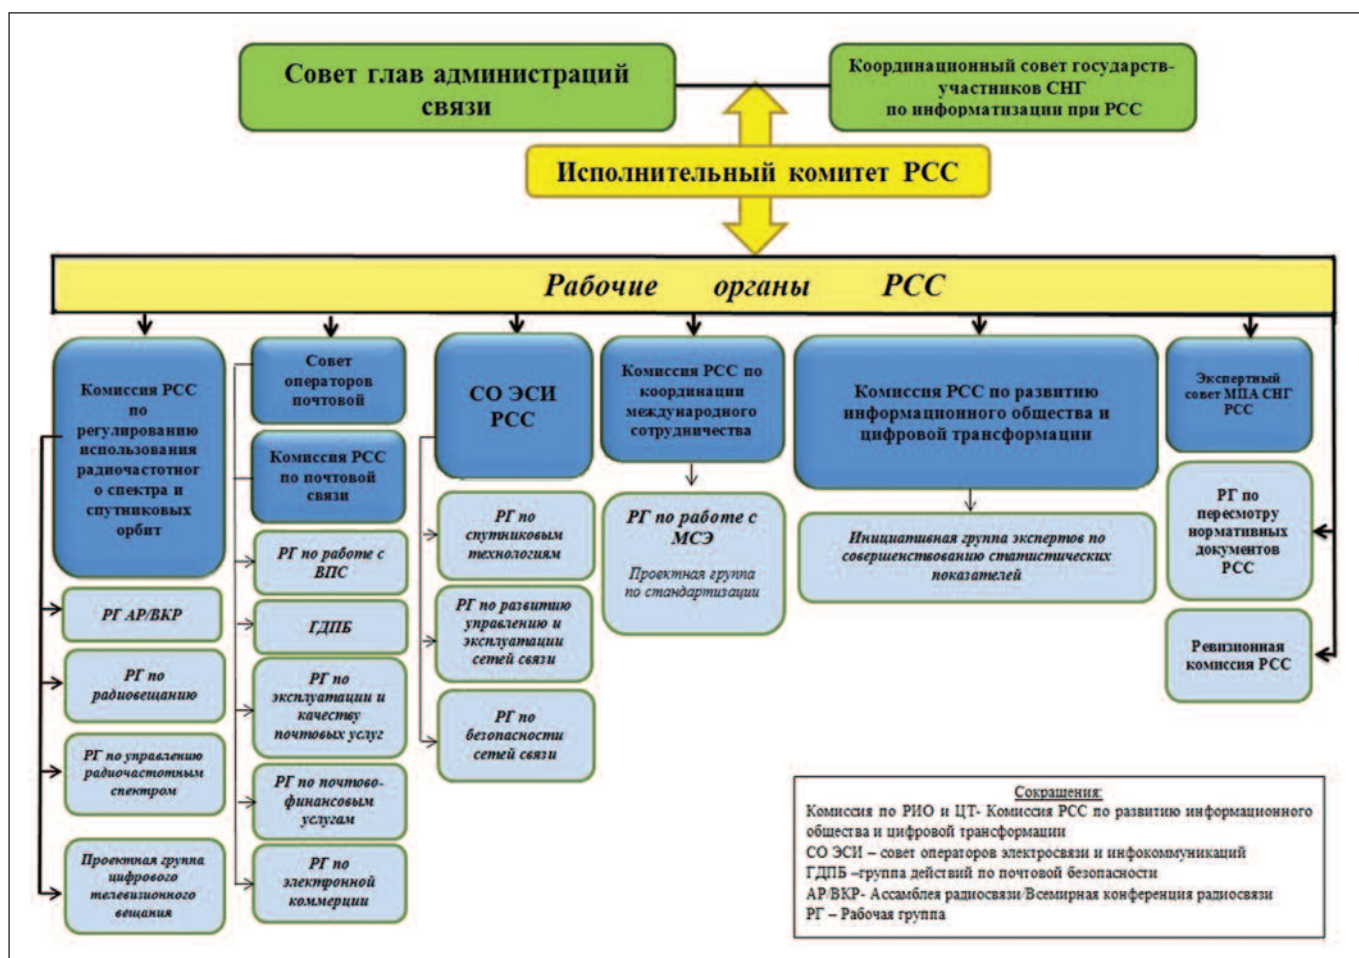 Совет глав администраций
связи
Координационный совет государств-
участников СНГ
по информатизации при РСС
Исполнительный комитет РСС
Рабочие органы РСС
Комиссия РСС
по
регулированию
использования
радиочастотног
о спектра и
спутниковых
орбит
РГ АР/ВКР
РГ по
радиовещанию
РГ по управлению
радиочастотным
спектром
Проектная группа
цифрового
телевизионного
вещания
Совет
операторов
почтовой
Комиссия РСС
по почтовой
связи
РГ по работе с
ВПС
ГДПБ
РГ по
эксплуатации и
качеству
почтовых услуг
РГ по почтово-
финансовым
услугам
РГ по
электронной
коммерции
СО ЭСИ
РСС
РГ по
спутниковым
технологиям
РГ по развитию
управлению и
эксплуатации
сетей связи
РГ по
безопасности
сетей связи
Комиссия РСС по
координации
международного
сотрудничества
РГ по работе с
МСЭ
Проектная группа
по стандартизации
Комиссия РСС по развитию
информационного общества и
цифровой трансформации
Инициативная группа экспертов по
совершенствованию статистических
показателей
Экспертный
совет МПА СНГ
РСС
РГ по
пересмотру
нормативных
документов
РСС
Ревизионная
комиссия РСС
Сокращения:
Комиссия по РИО и ЦТ- Комиссия РСС по развитию информационного
общества и цифровой трансформации
СО ЭСИ – совет операторов электросвязи и инфокоммуникаций
ГДПБ –группа действий по почтовой безопасности
АР/ВКР- Ассамблея радиосвязи/Всемирная конференция радиосвязи
РГ – Рабочая группа